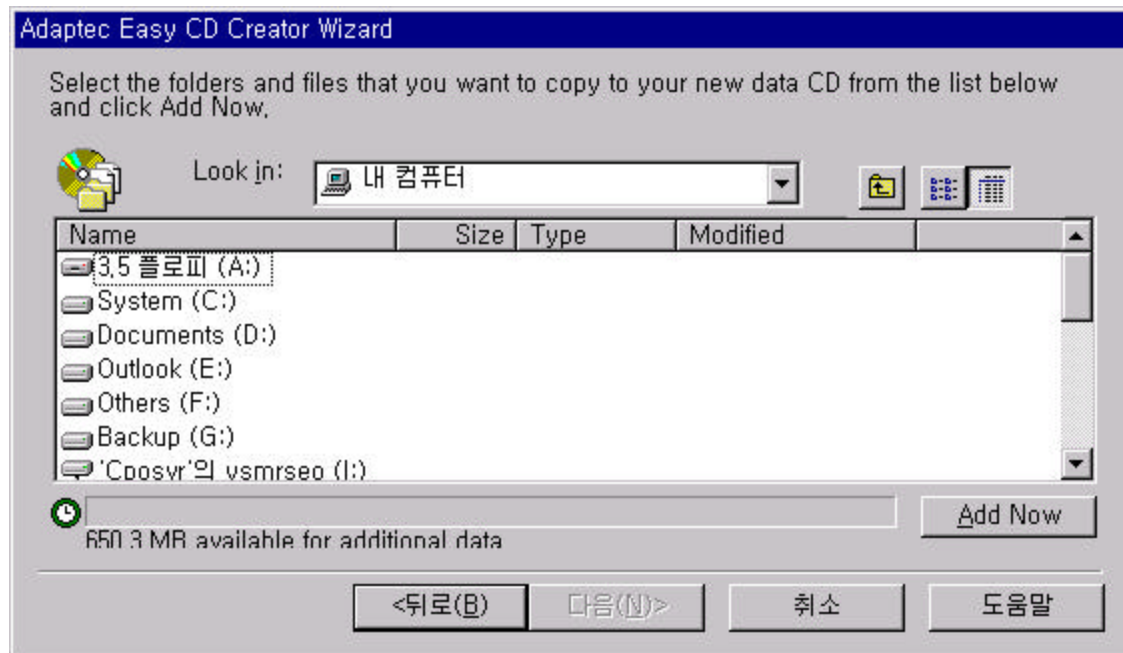 Adaptec Easy CD Creator Wizard
Select the folders and files that you want to copy to your new data CD from the list below
and click Add Now.
Look in: 내 컴퓨터
Name Size Type Modified
3.5 플로피 (A:)
System (C:)
Documents (D:)
Outlook (E:)
Others (F:)
Backup (G:)
'Cposvr'의 vsmrseo (I:)
Add Now
650.3 MB available for additional data
<뒤로(B) 다음(N)> 취소 도움말